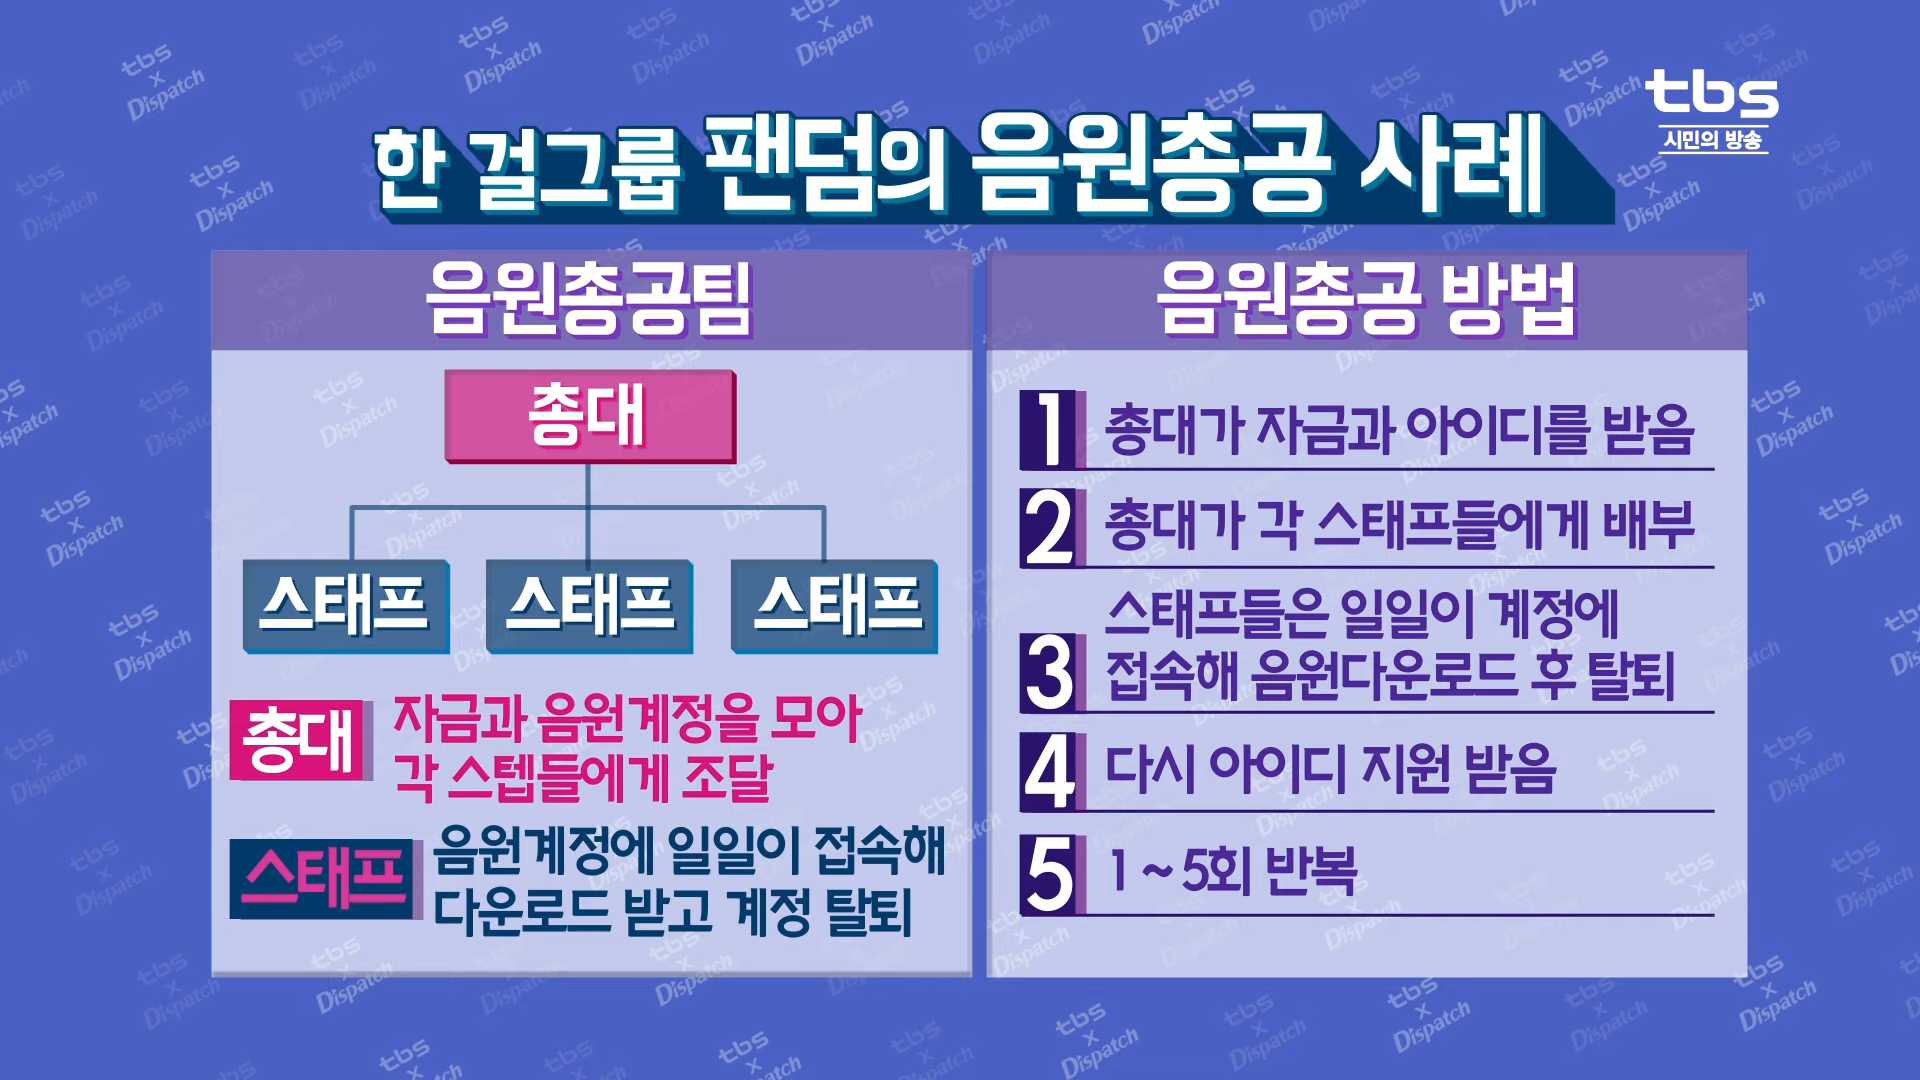 tbs
시민의 방송
한 걸그룹 팬덤의 음원총공 사례
음원총공팀
총대
스태프 스태프 스태프
총대 자금과 음원계정을 모아
각 스텝들에게 조달
스태프 음원계정에 일일이 접속해
다운로드 받고 계정 탈퇴
음원총공 방법
1 총대가 자금과 아이디를 받음
2 총대가 각 스태프들에게 배부
3 스태프들은 일일이 계정에
접속해 음원다운로드 후 탈퇴
4 다시 아이디 지원 받음
5 1~5회 반복
tbs
x
Dispatch